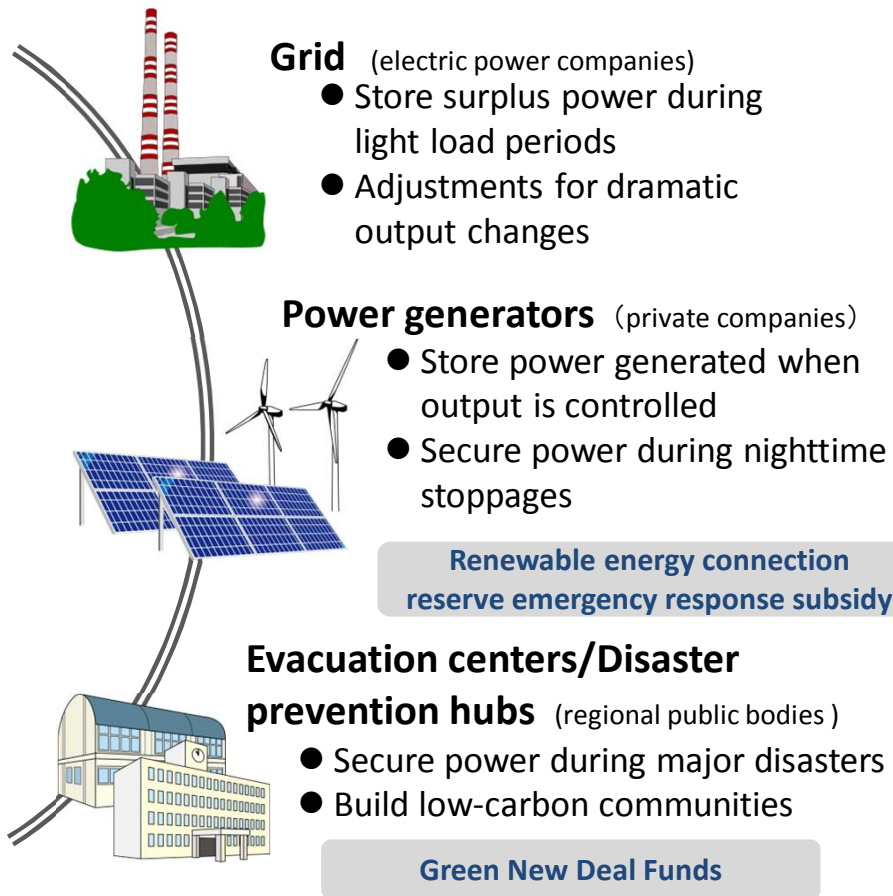 Grid (electric power companies)
● Store surplus power during
light load periods
● Adjustments for dramatic
output changes
Power generators （private companies）
● Store power generated when
output is controlled
● Secure power during nighttime
stoppages
Renewable energy connection
reserve emergency response subsidy
Evacuation centers/Disaster
prevention hubs (regional public bodies )
● Secure power during major disasters
● Build low-carbon communities
Green New Deal Funds